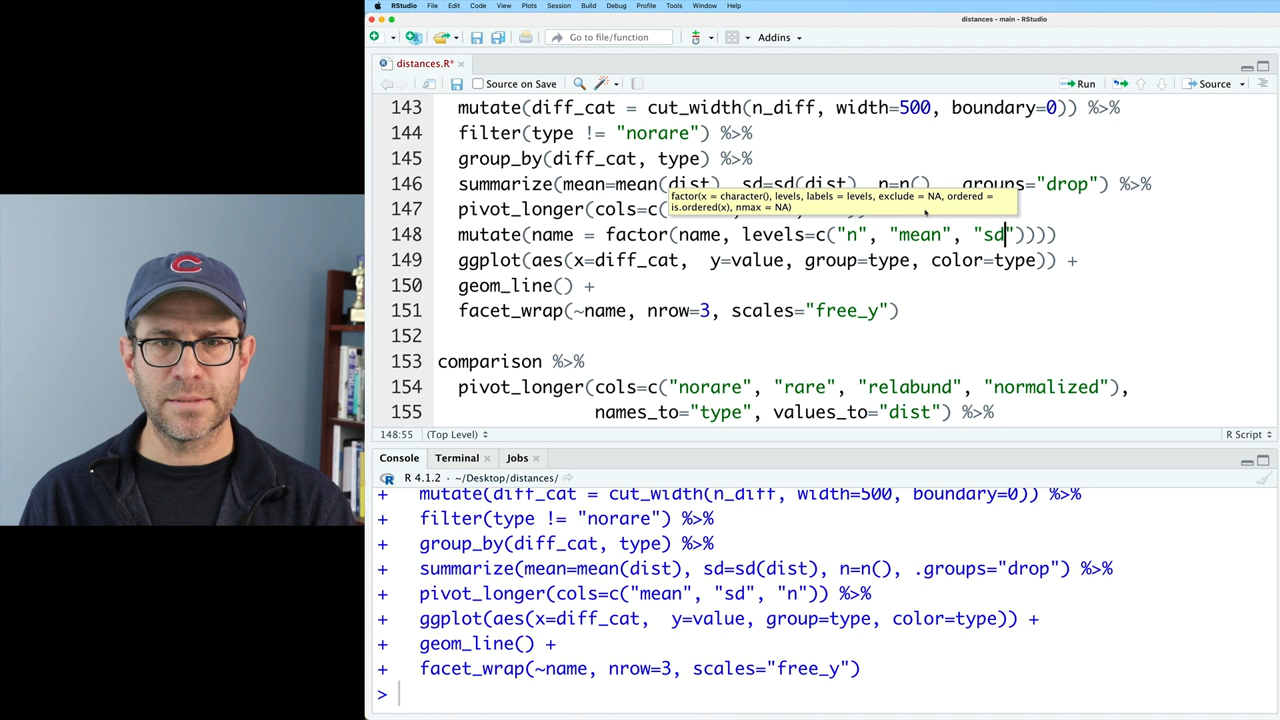 RStudio File Edit Code View Plots Session Build Debug Profile Tools Window Help
distances - main - RStudio
Go to file/function Addins
distances.R*
Source on Save Run Source
143 mutate(diff_cat = cut_width(n_diff, width=500, boundary=0)) %>%
144 filter(type != "norare") %>%
145 group_by(diff_cat, type) %>%
146 summarize(mean=mean(dist), sd=sd(dist), n=n(), .groups="drop") %>%
factor(x = character(), levels, labels = levels, exclude = NA, ordered =
is.ordered(x), nmax = NA)
147 pivot_longer(cols=c(
148 mutate(name = factor(name, levels=c("n", "mean", "sd"))))
149 ggplot(aes(x=diff_cat, y=value, group=type, color=type)) +
150 geom_line() +
151 facet_wrap(~name, nrow=3, scales="free_y")
152
153 comparison %>%
154 pivot_longer(cols=c("norare", "rare", "relabund", "normalized"),
155 names_to="type", values_to="dist") %>%
148:55 (Top Level) R Script
Console Terminal Jobs
R 4.1.2 · ~/Desktop/distances/
+ mutate(diff_cat = cut_width(n_diff, width=500, boundary=0)) %>%
+ filter(type != "norare") %>%
+ group_by(diff_cat, type) %>%
+ summarize(mean=mean(dist), sd=sd(dist), n=n(), .groups="drop") %>%
+ pivot_longer(cols=c("mean", "sd", "n")) %>%
+ ggplot(aes(x=diff_cat, y=value, group=type, color=type)) +
+ geom_line() +
+ facet_wrap(~name, nrow=3, scales="free_y")
>